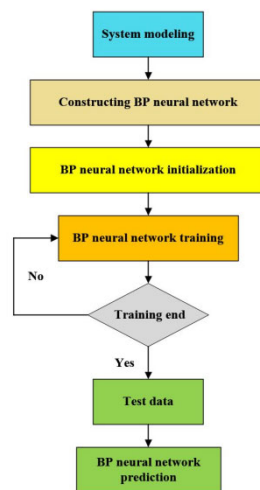 System modeling
Constructing BP neural network
BP neural network initialization
BP neural network training
No
Training end
Yes
Test data
BP neural network
prediction